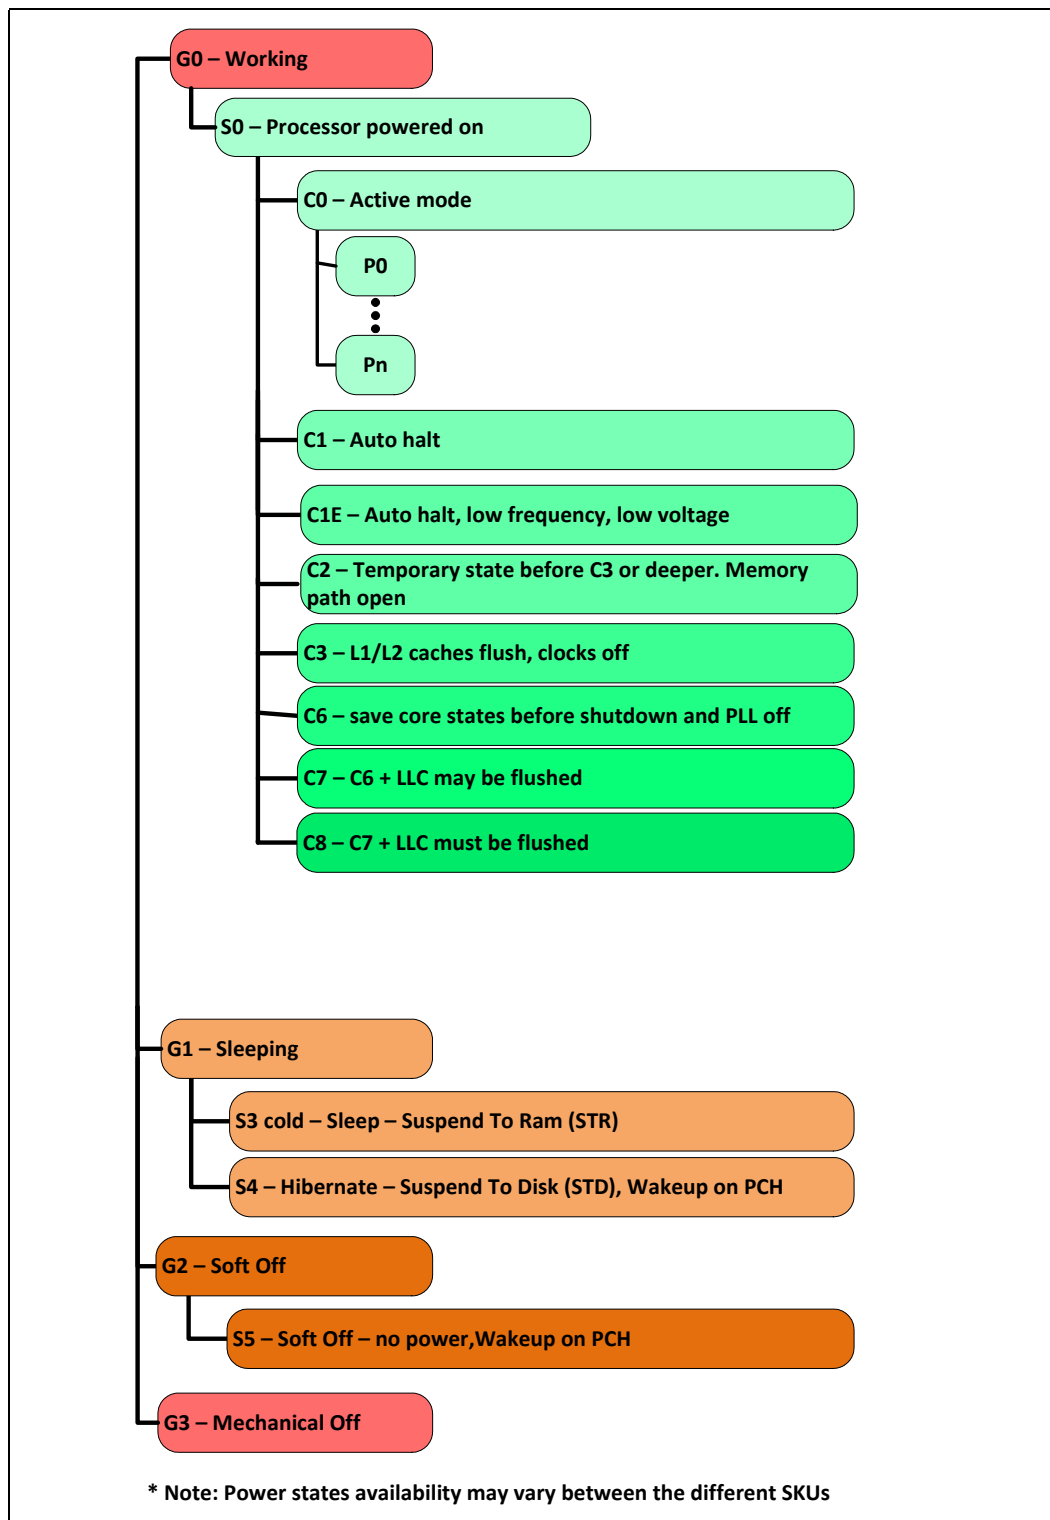 G0 – Working
S0 – Processor powered on
C0 – Active mode
P0
Pn
C1 – Auto halt
C1E – Auto halt, low frequency, low voltage
C2 – Temporary state before C3 or deeper. Memory
path open
C3 – L1/L2 caches flush, clocks off
C6 – save core states before shutdown and PLL off
C7 – C6 + LLC may be flushed
C8 – C7 + LLC must be flushed
G1 – Sleeping
S3 cold – Sleep – Suspend To Ram (STR)
S4 – Hibernate – Suspend To Disk (STD), Wakeup on PCH
G2 – Soft Off
S5 – Soft Off – no power,Wakeup on PCH
G3 – Mechanical Off
* Note: Power states availability may vary between the different SKUs